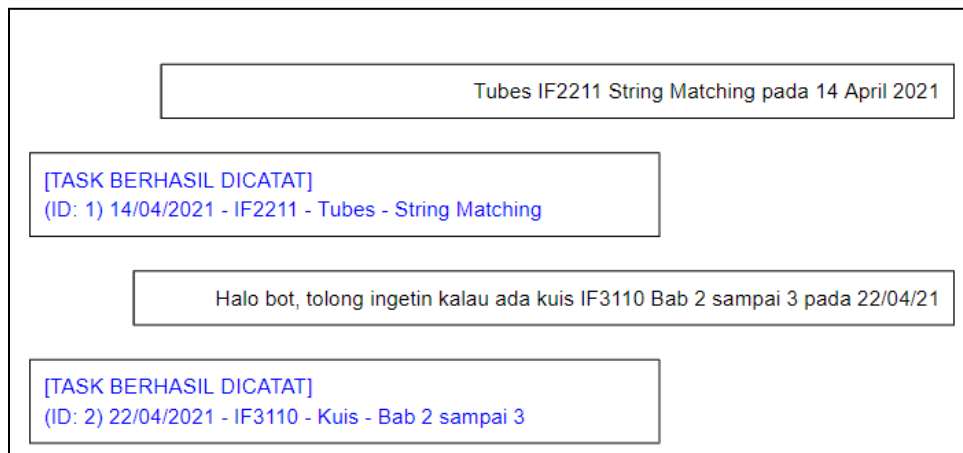 Tubes IF2211 String Matching pada 14 April 2021
[TASK BERHASIL DICATAT]
(ID: 1) 14/04/2021 - IF2211 - Tubes - String Matching
Halo bot, tolong ingetin kalau ada kuis IF3110 Bab 2 sampai 3 pada 22/04/21
[TASK BERHASIL DICATAT]
(ID: 2) 22/04/2021 - IF3110 - Kuis - Bab 2 sampai 3